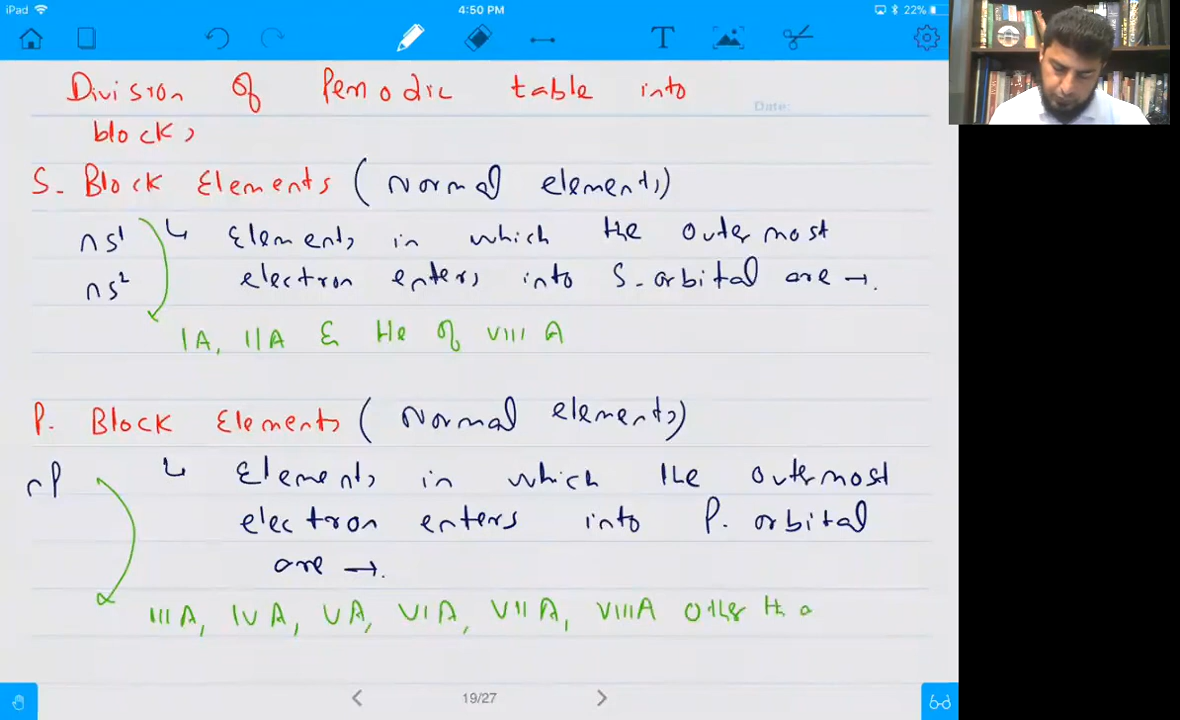 iPad
4:50 PM
22%
T
Division of Periodic table into
Date:
blocks
S. Block Elements (Normal elements)
ns¹ ↳ Elements in which the outermost
ns² electron enters into S-orbital are →.
IA, IIA & He of VIII A
P. Block Elements (Normal elements)
nP ↳ Elements in which the outermost
electron enters into P. orbital
are →.
IIIA, IVA, VA, VIA, VIIA, VIIIA other tha
19/27